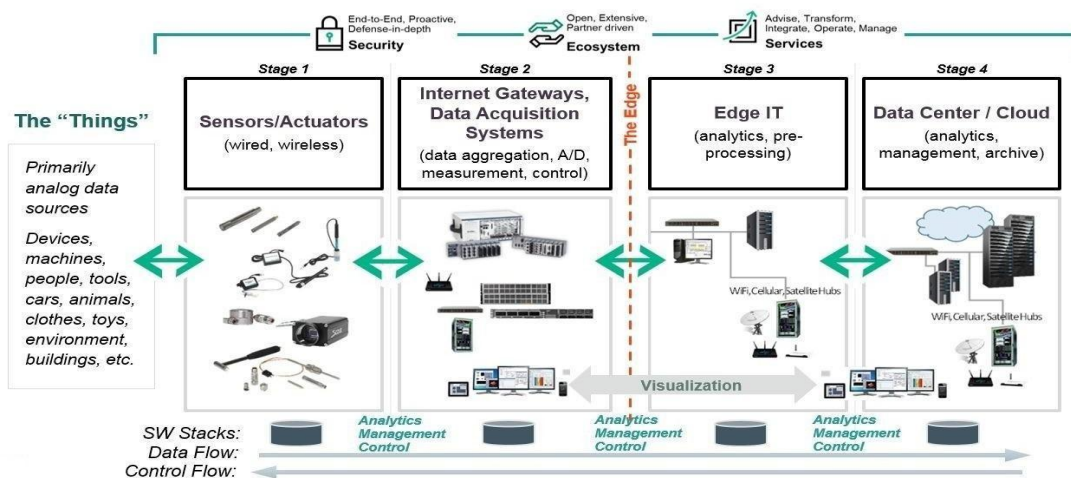 End-to-End, Proactive,
Defense-in-depth
Security
Open, Extensive,
Partner driven
Ecosystem
Advise, Transform,
Integrate, Operate, Manage
Services
Stage 1
Stage 2
Stage 3
Stage 4
The “Things”
Primarily
analog data
sources
Devices,
machines,
people, tools,
cars, animals,
clothes, toys,
environment,
buildings, etc.
Sensors/Actuators
(wired, wireless)
Internet Gateways,
Data Acquisition
Systems
(data aggregation, A/D,
measurement, control)
The Edge
Edge IT
(analytics, pre-
processing)
Data Center / Cloud
(analytics,
management, archive)
WiFi, Cellular, Satellite Hubs
WiFi, Cellular, Satellite Hubs
Visualization
SW Stacks:
Analytics
Management
Control
Analytics
Management
Control
Analytics
Management
Control
Data Flow:
Control Flow: